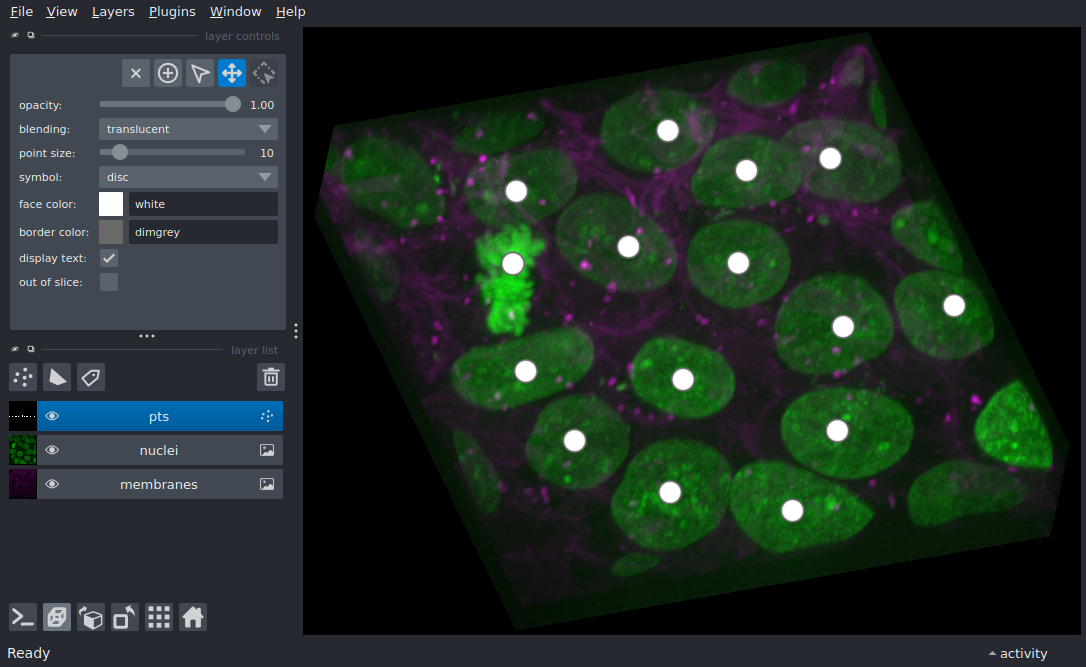 File View Layers Plugins Window Help
layer controls
opacity: 1.00
blending: translucent
point size: 10
symbol: disc
face color: white
border color: dimgrey
display text:
out of slice:
layer list
pts
nuclei
membranes
Ready
activity